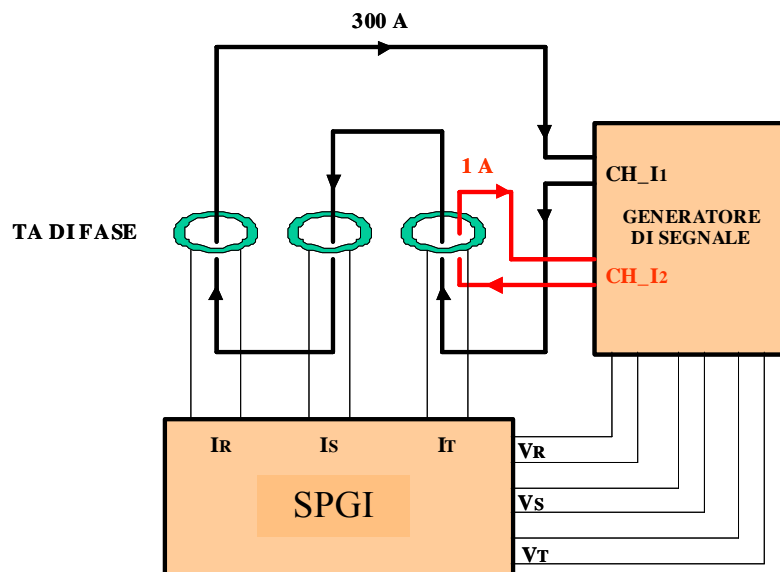 300 A
1 A
CH_I1
TA DI FASE
GENERATORE
DI SEGNALE
CH_I2
IR
IS
IT
VR
SPGI
VS
VT